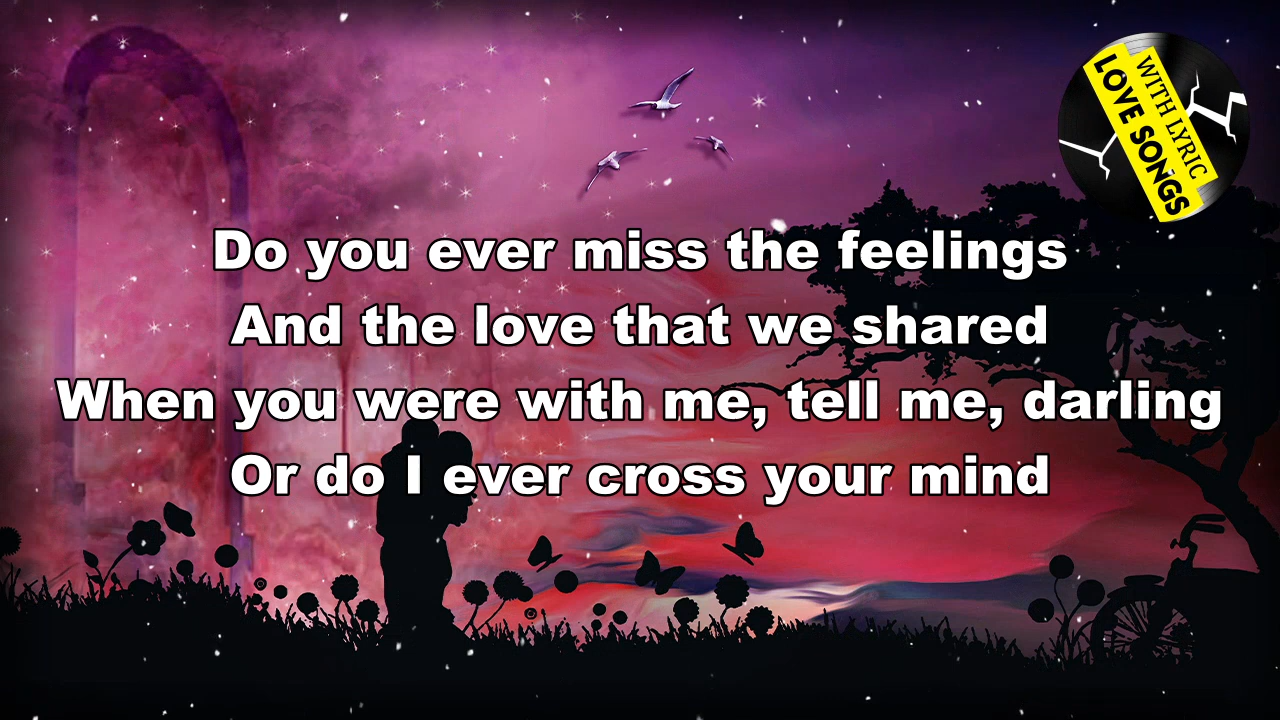 WITH LYRIC
LOVE SONGS
Do you ever miss the feelings
And the love that we shared
When you were with me, tell me, darling
Or do I ever cross your mind